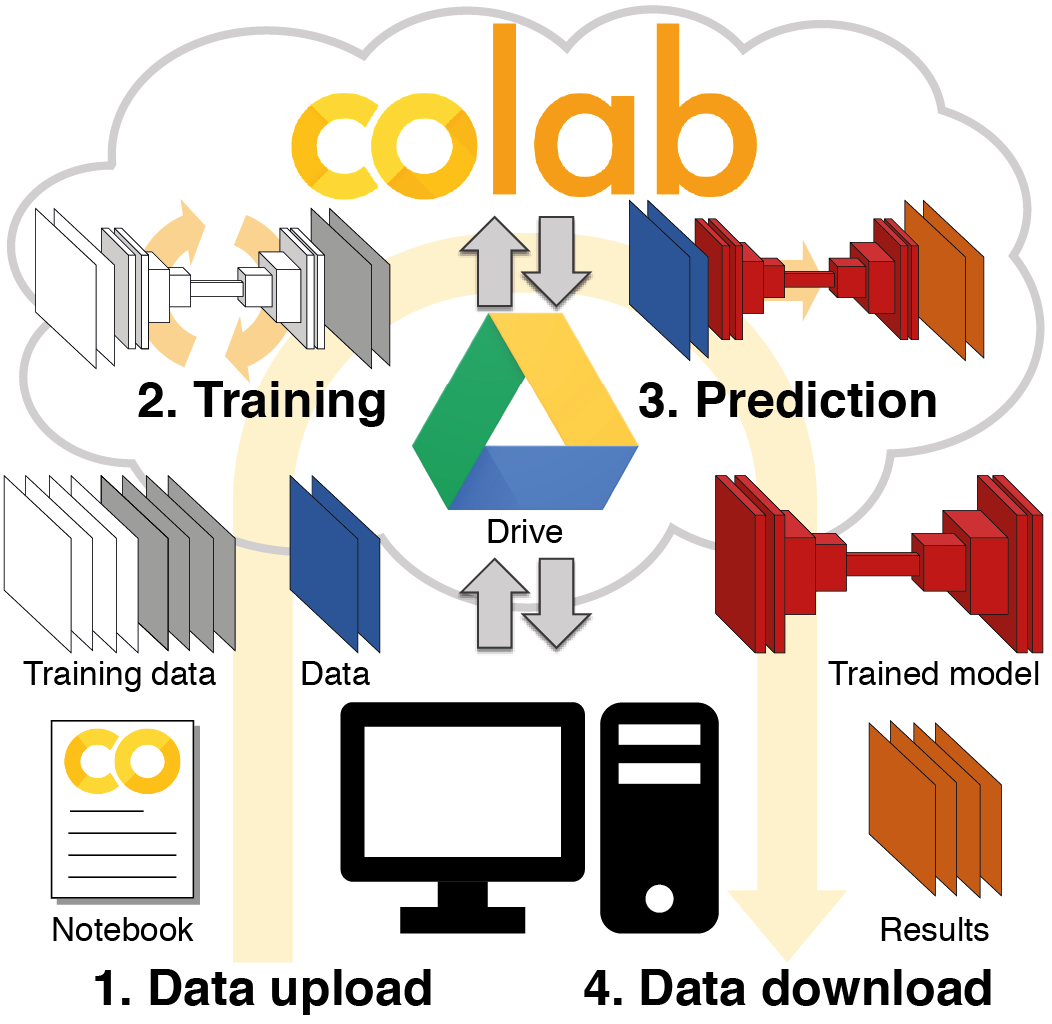 colab
2. Training
3. Prediction
Drive
Training data
Data
Trained model
CO
Notebook
Results
1. Data upload
4. Data download